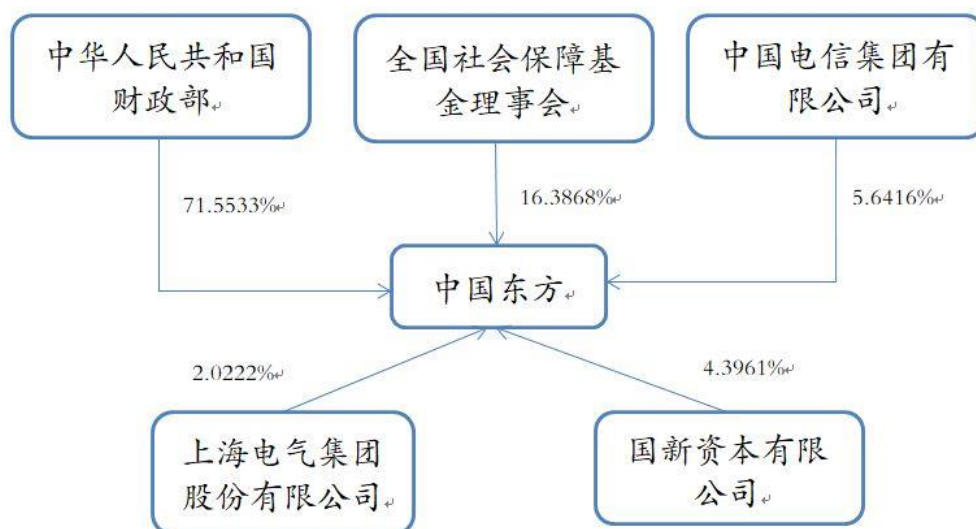 中华人民共和国
财政部
全国社会保障基
金理事会
中国电信集团有
限公司
71.5533%
16.3868%
5.6416%
中国东方
2.0222%
4.3961%
上海电气集团
股份有限公司
国新资本有限
公司